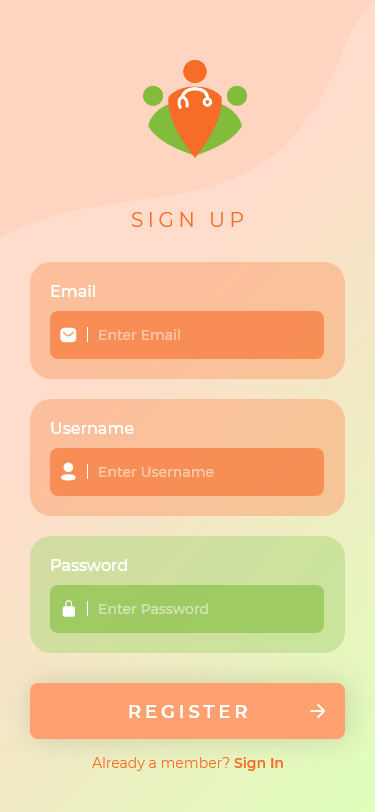 SIGN UP
Email
Enter Email
Username
Enter Username
Password
Enter Password
REGISTER
Already a member? Sign In